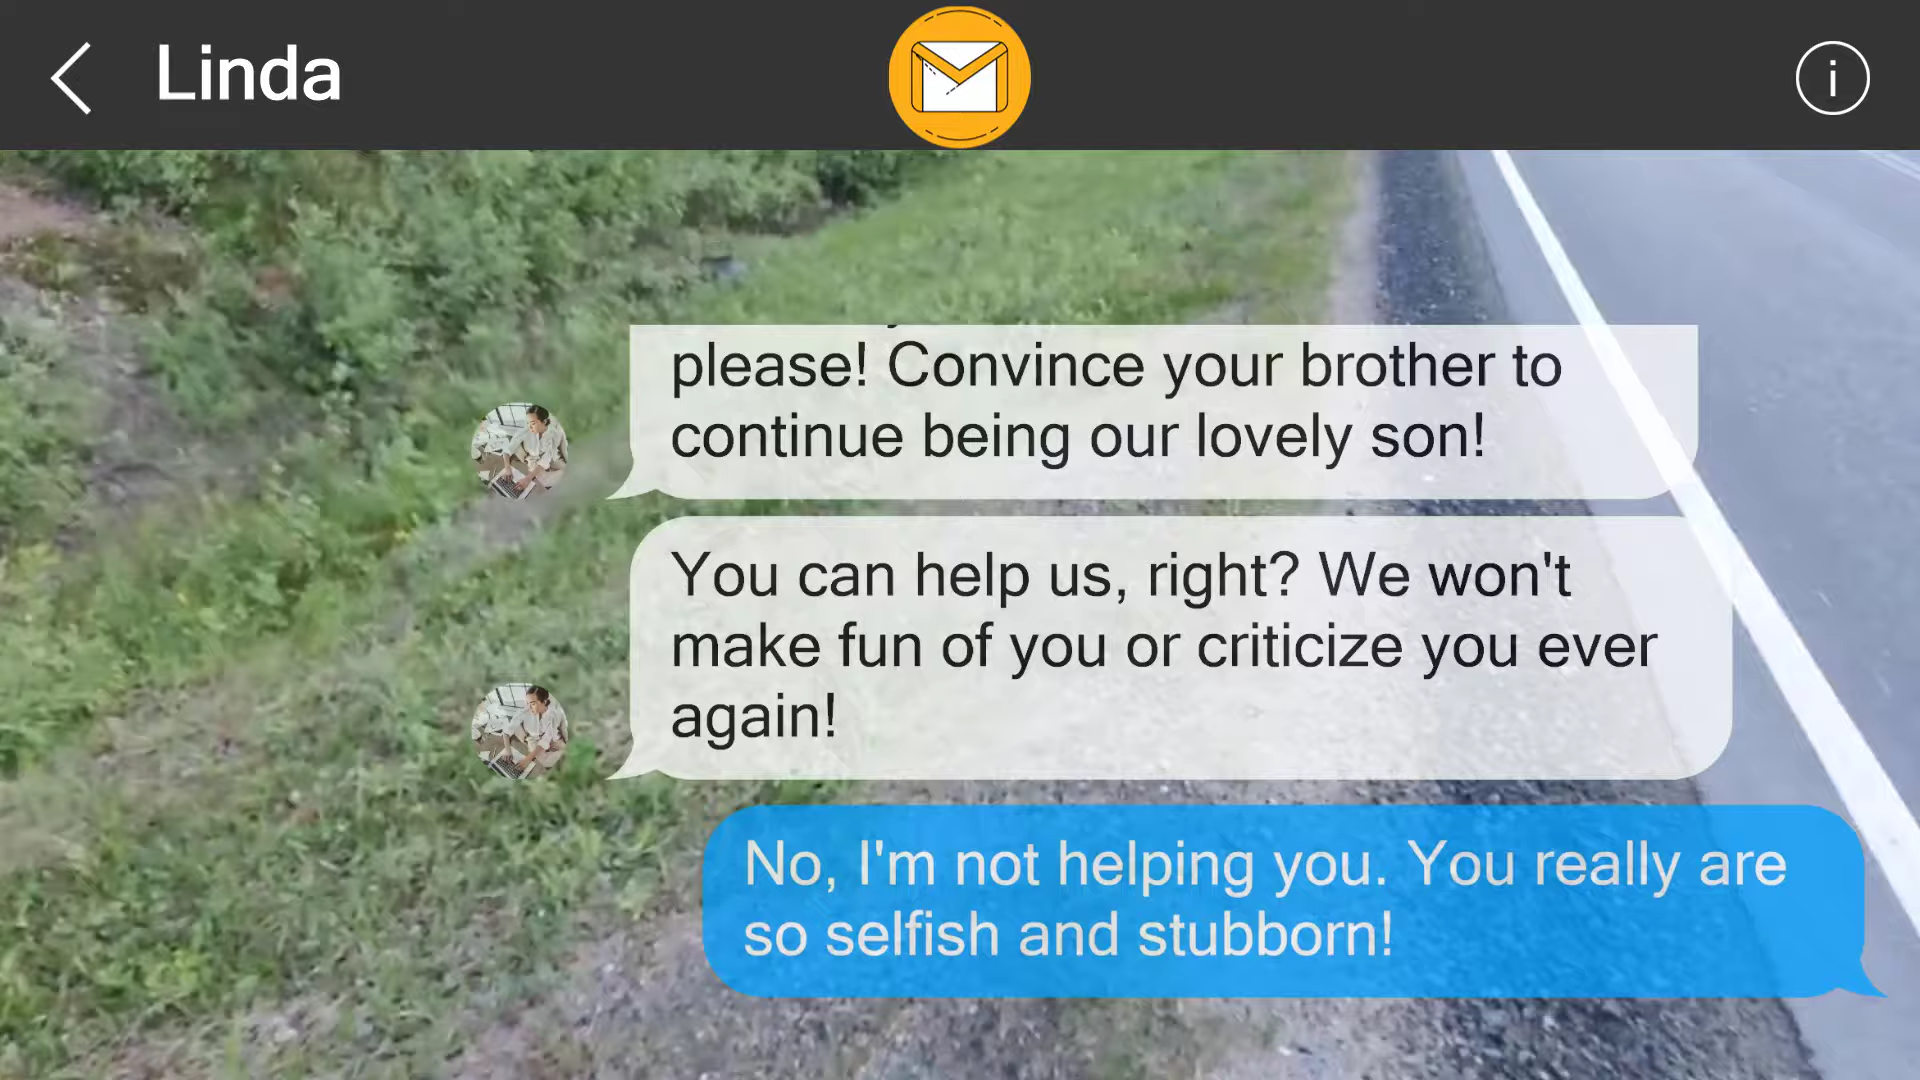 Linda
please! Convince your brother to
continue being our lovely son!
You can help us, right? We won't
make fun of you or criticize you ever
again!
No, I'm not helping you. You really are
so selfish and stubborn!